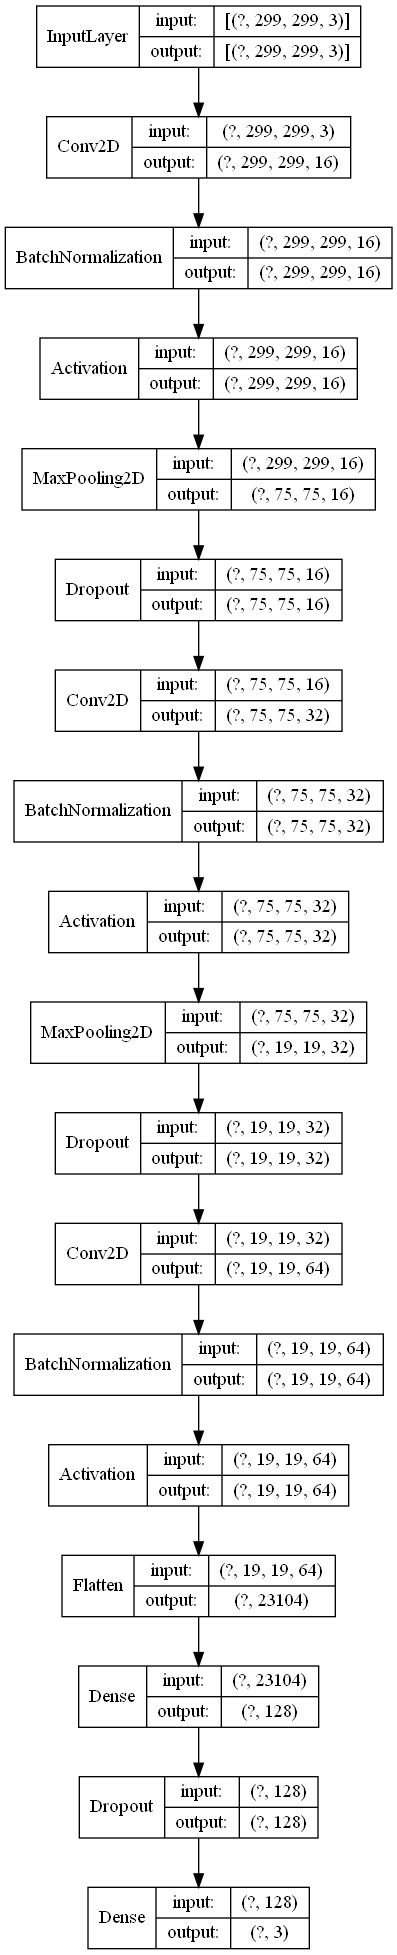 InputLayer
input: [(?, 299, 299, 3)]
output: [(?, 299, 299, 3)]
Conv2D
input: (?, 299, 299, 3)
output: (?, 299, 299, 16)
BatchNormalization
input: (?, 299, 299, 16)
output: (?, 299, 299, 16)
Activation
input: (?, 299, 299, 16)
output: (?, 299, 299, 16)
MaxPooling2D
input: (?, 299, 299, 16)
output: (?, 75, 75, 16)
Dropout
input: (?, 75, 75, 16)
output: (?, 75, 75, 16)
Conv2D
input: (?, 75, 75, 16)
output: (?, 75, 75, 32)
BatchNormalization
input: (?, 75, 75, 32)
output: (?, 75, 75, 32)
Activation
input: (?, 75, 75, 32)
output: (?, 75, 75, 32)
MaxPooling2D
input: (?, 75, 75, 32)
output: (?, 19, 19, 32)
Dropout
input: (?, 19, 19, 32)
output: (?, 19, 19, 32)
Conv2D
input: (?, 19, 19, 32)
output: (?, 19, 19, 64)
BatchNormalization
input: (?, 19, 19, 64)
output: (?, 19, 19, 64)
Activation
input: (?, 19, 19, 64)
output: (?, 19, 19, 64)
Flatten
input: (?, 19, 19, 64)
output: (?, 23104)
Dense
input: (?, 23104)
output: (?, 128)
Dropout
input: (?, 128)
output: (?, 128)
Dense
input: (?, 128)
output: (?, 3)